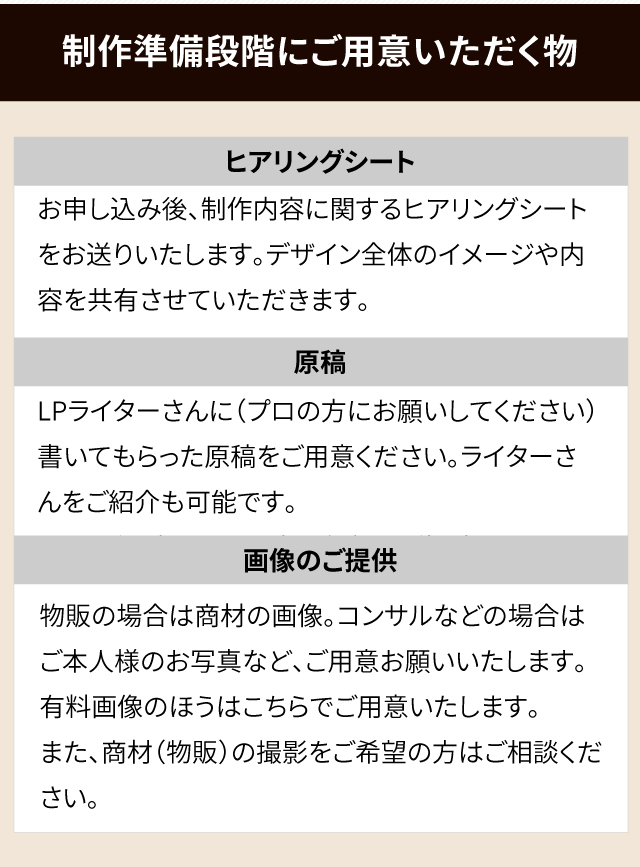 制作準備段階にご用意いただく物
ヒアリングシート
お申し込み後、制作内容に関するヒアリングシート
をお送りいたします。デザイン全体のイメージや内
容を共有させていただきます。
原稿
LPライターさんに（プロの方にお願いしてください）
書いてもらった原稿をご用意ください。ライターさ
んをご紹介も可能です。
画像のご提供
物販の場合は商材の画像。コンサルなどの場合は
ご本人様のお写真など、ご用意お願いいたします。
有料画像のほうはこちらでご用意いたします。
また、商材（物販）の撮影をご希望の方はご相談くだ
さい。